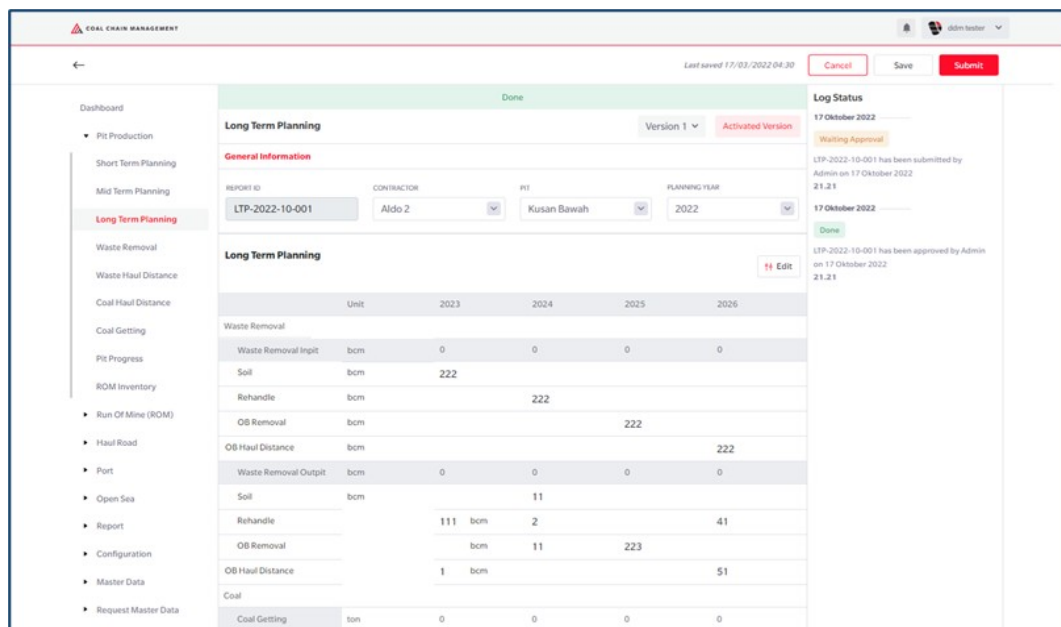 COAL CHAIN MANAGEMENT
ddm tester
Last saved 17/03/2022 04:30
Cancel
Save
Submit
Dashboard
Pit Production
Short Term Planning
Mid Term Planning
Long Term Planning
Waste Removal
Waste Haul Distance
Coal Haul Distance
Coal Getting
Pit Progress
ROM Inventory
Run Of Mine (ROM)
Haul Road
Port
Open Sea
Report
Configuration
Master Data
Request Master Data
Done
Long Term Planning
Version 1
Activated Version
General Information
REPORT ID CONTRACTOR PIT PLANNING YEAR
LTP-2022-10-001 Aldo 2 Kusan Bawah 2022
Long Term Planning
Edit
Unit 2023 2024 2025 2026
Waste Removal
Waste Removal Inpit bcm 0 0 0 0
Soil bcm 222
Rehandle bcm 222
OB Removal bcm 222
OB Haul Distance bcm 222
Waste Removal Outpit bcm 0 0 0 0
Soil bcm 11
Rehandle 111 bcm 2 41
OB Removal bcm 11 223
OB Haul Distance 1 bcm 51
Coal
Coal Getting ton 0 0 0 0
Log Status
17 Oktober 2022
Waiting Approval
LTP-2022-10-001 has been submitted by
Admin on 17 Oktober 2022
21.21
17 Oktober 2022
Done
LTP-2022-10-001 has been approved by Admin
on 17 Oktober 2022
21.21